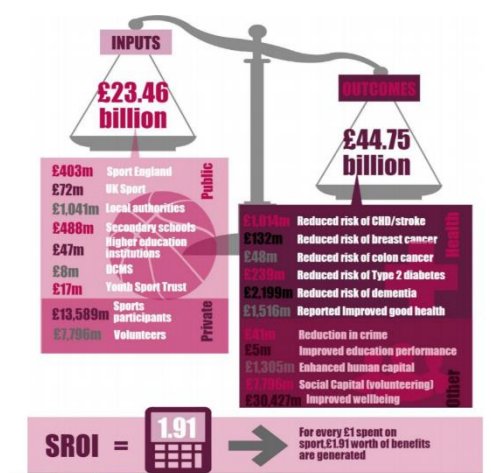 INPUTS
£23.46
billion
£403m Sport England
£72m UK Sport
£1,041m Local authorities
£488m Secondary schools
£47m Higher education
institutions
£8m DCMS
£17m Youth Sport Trust
Public
£13,589m Sports
participants
£7,796m Volunteers
Private
OUTCOMES
£44.75
billion
£1,014m Reduced risk of CHD/stroke
£132m Reduced risk of breast cancer
£48m Reduced risk of colon cancer
£239m Reduced risk of Type 2 diabetes
£2,199m Reduced risk of dementia
£1,516m Reported Improved good health
Health
£41m Reduction in crime
£5m Improved education performance
£1,305m Enhanced human capital
£7,796m Social Capital (volunteering)
£30,427m Improved wellbeing
Other
SROI = 1.91
For every £1 spent on
sport,£1.91 worth of benefits
are generated